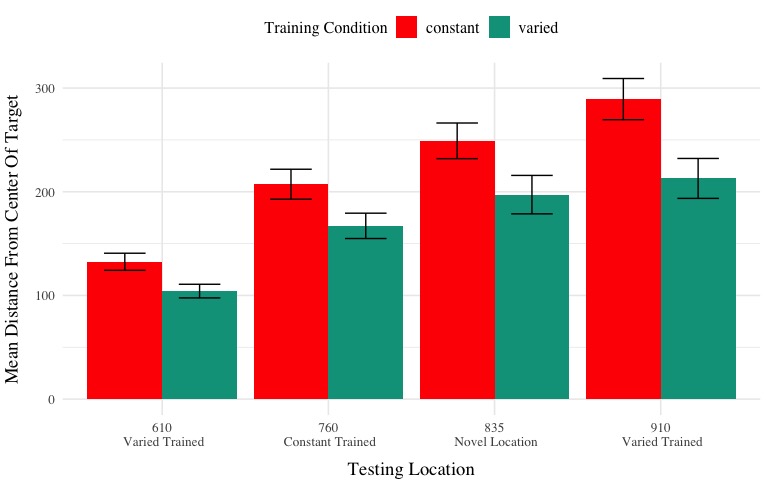 Training Condition constant varied
Mean Distance From Center Of Target
300
200
100
0
610 760 835 910
Varied Trained Constant Trained Novel Location Varied Trained
Testing Location